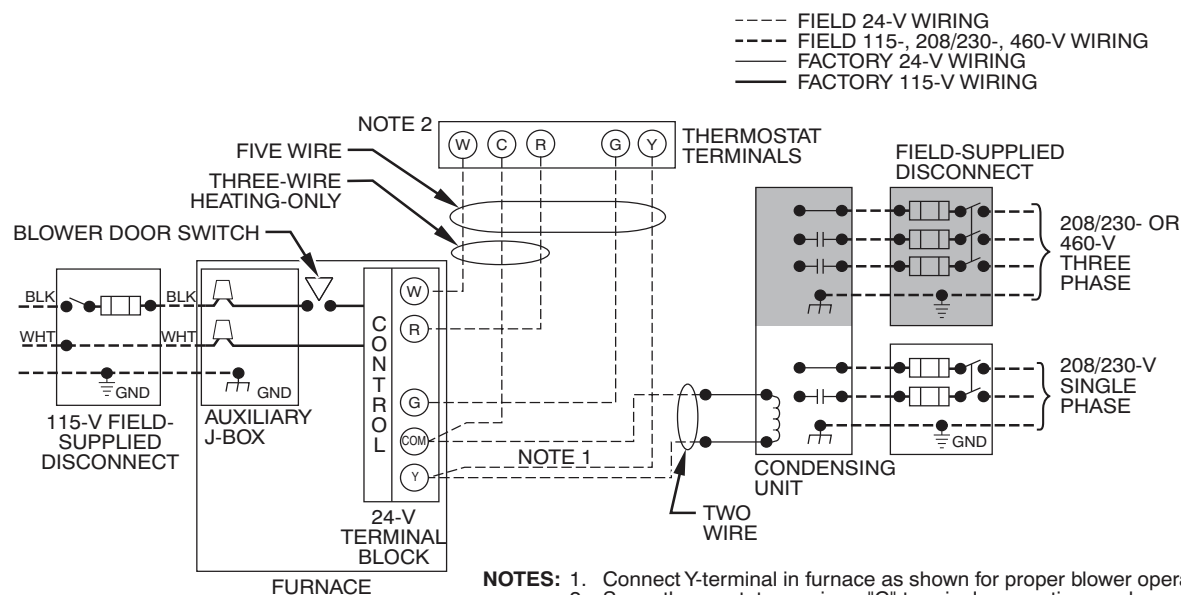 FIELD 24-V WIRING
FIELD 115-, 208/230-, 460-V WIRING
FACTORY 24-V WIRING
FACTORY 115-V WIRING
NOTE 2
W C R G Y
THERMOSTAT
TERMINALS
FIVE WIRE
THREE-WIRE
HEATING-ONLY
BLOWER DOOR SWITCH
FIELD-SUPPLIED
DISCONNECT
208/230- OR
460-V
THREE
PHASE
BLK
BLK
WHT
WHT
GND
GND
115-V FIELD-
SUPPLIED
DISCONNECT
AUXILIARY
J-BOX
CONTROL
W
R
G
COM
Y
NOTE 1
24-V
TERMINAL
BLOCK
FURNACE
TWO
WIRE
CONDENSING
UNIT
GND
208/230-V
SINGLE
PHASE
NOTES: 1. Connect Y-terminal in furnace as shown for proper blower opera